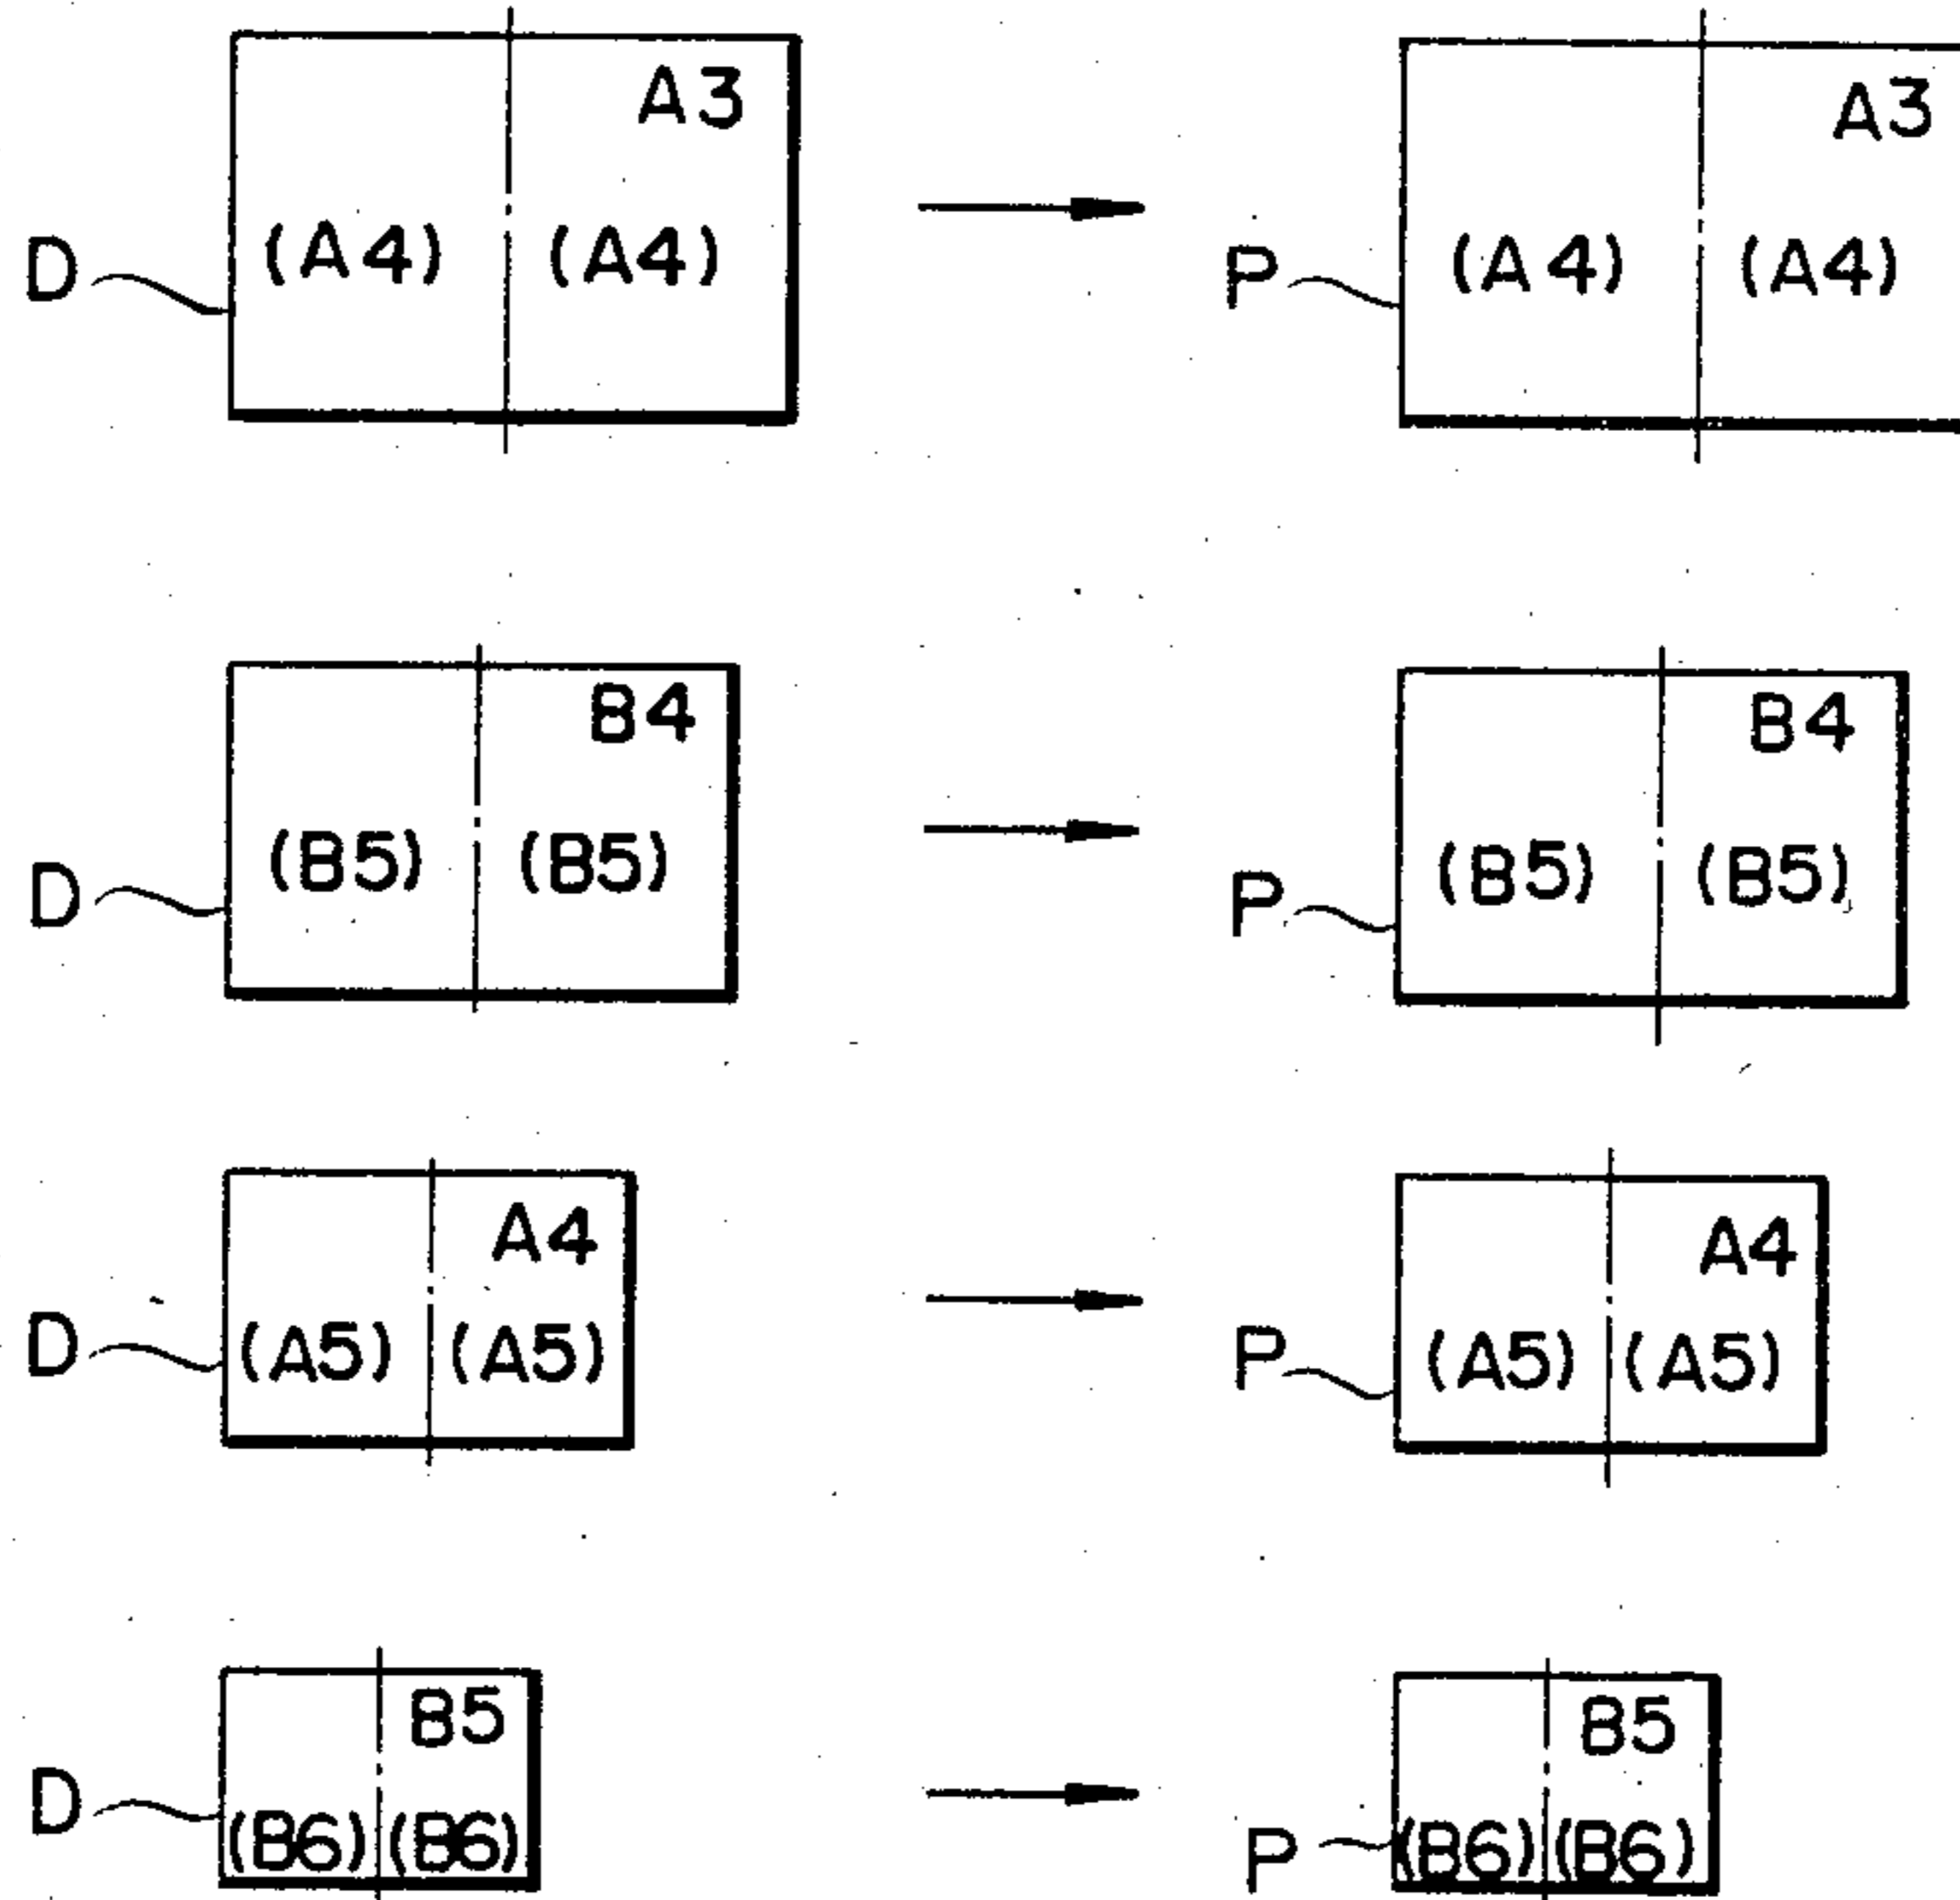 A3 A3
D (A4) (A4) P (A4) (A4)
B4 B4
D (B5) (B5) P (B5) (B5)
A4 A4
D (A5) (A5) P (A5) (A5)
B5 B5
D (B6) (B6) P (B6) (B6)